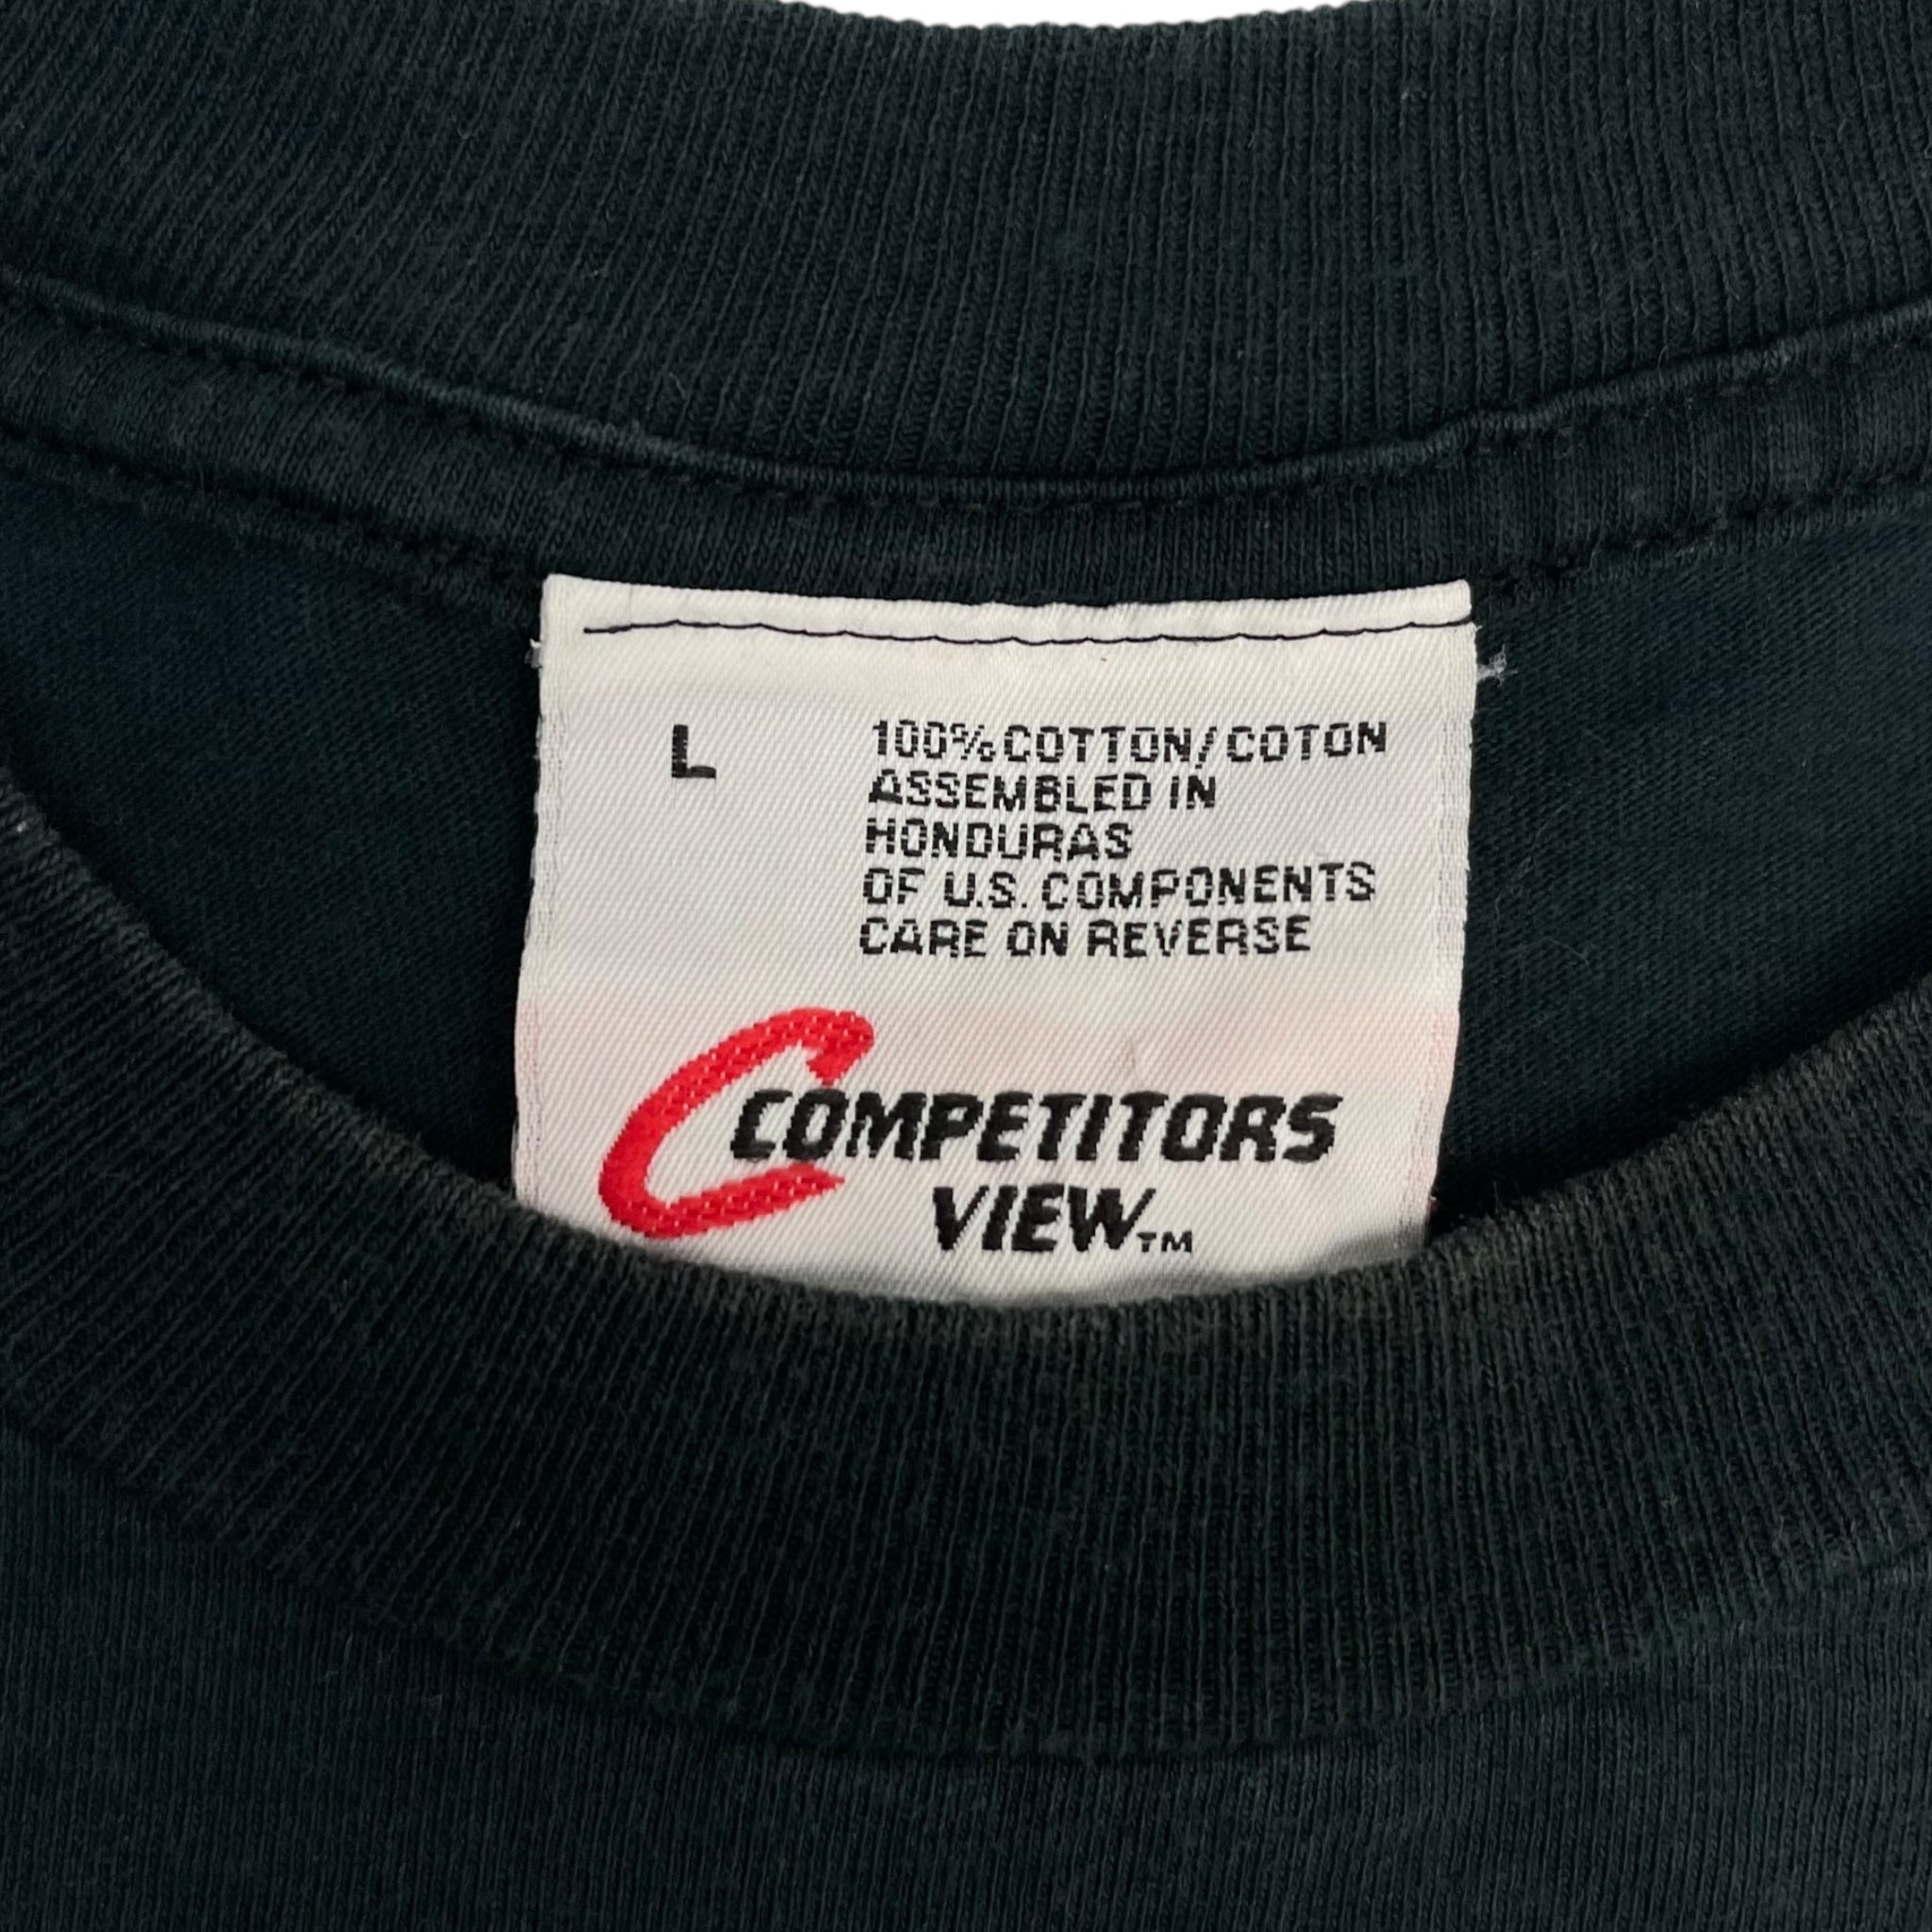 L
100% COTTON/COTON
ASSEMBLED IN
HONDURAS
OF U.S. COMPONENTS
CARE ON REVERSE
COMPETITORS
VIEW™